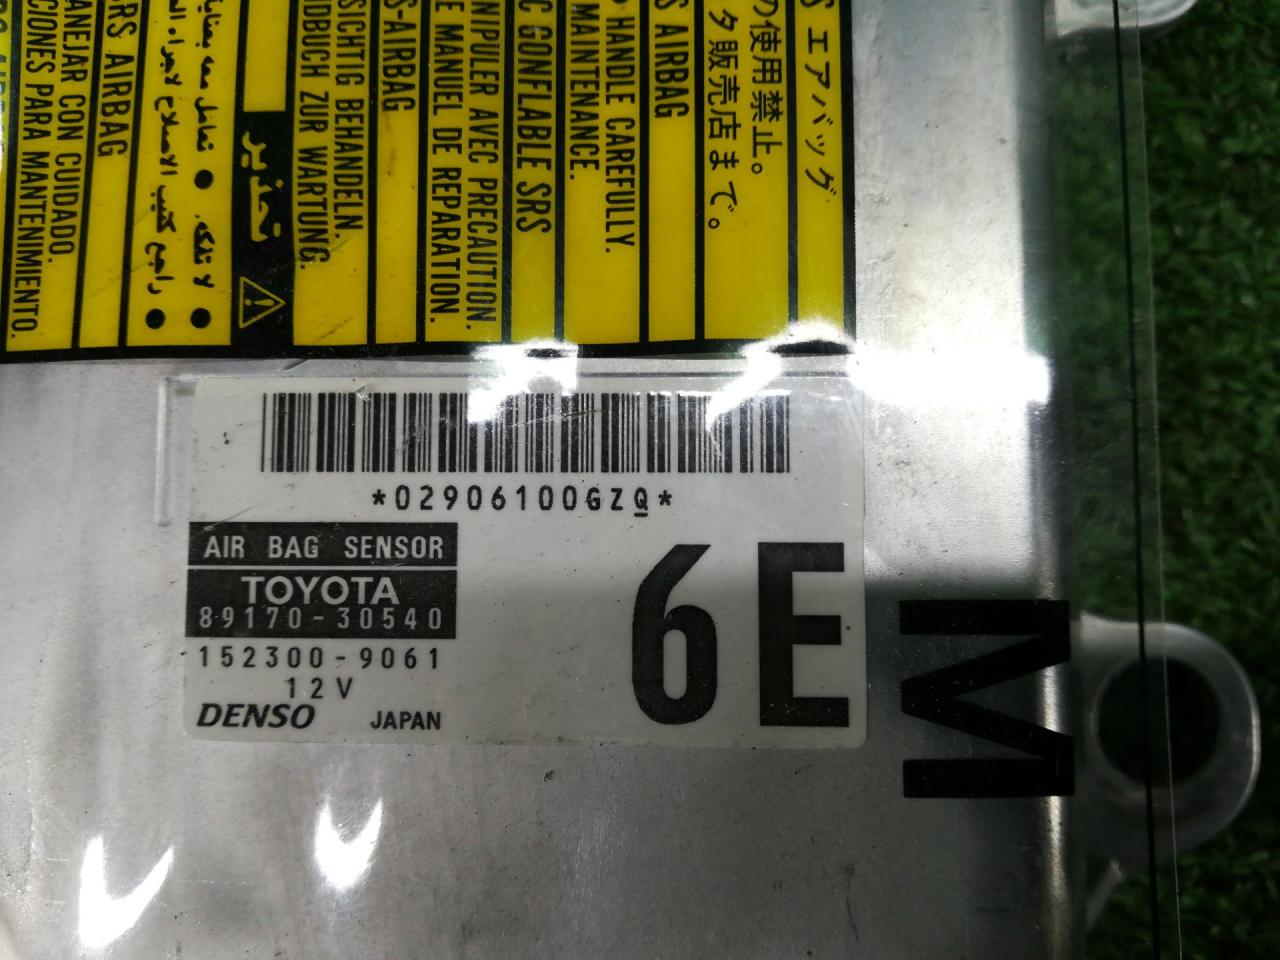 S エアバッグ
の使用禁止。
タ販売店まで。
S AIRBAG
HANDLE CAREFULLY.
MAINTENANCE.
GONFLABLE SRS
NIPULER AVEC PRECAUTION.
E MANUEL DE REPARATION.
S-AIRBAG
SICHTIG BEHANDELN.
DBUCH ZUR WARTUNG.
تحذير
SRS AIRBAG
ANEJAR CON CUIDADO.
CIONES PARA MANTENIMIENTO.
*02906100GZQ*
AIR BAG SENSOR
TOYOTA
89170-30540
152300-9061
12V
DENSO JAPAN
6E
M